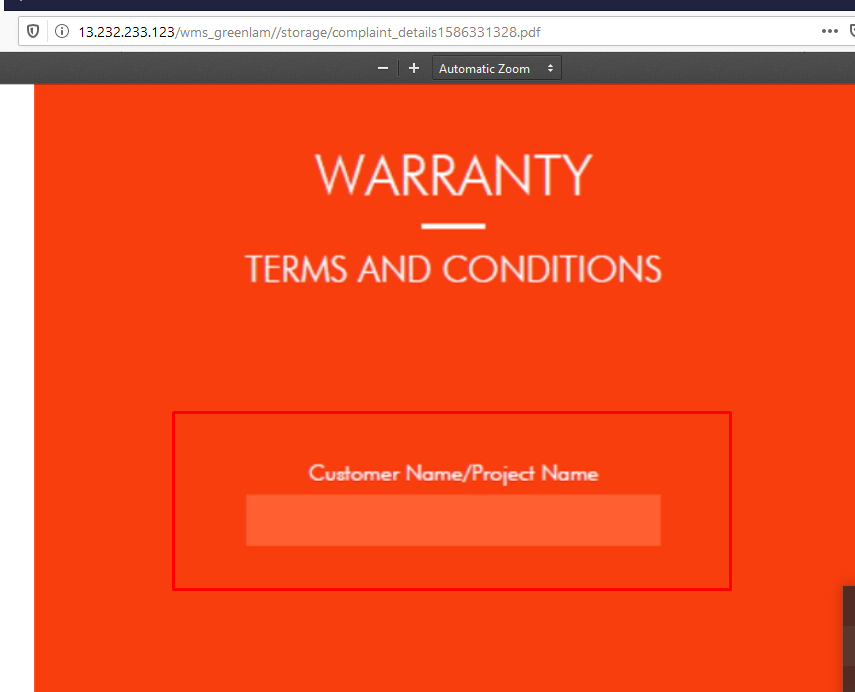 13.232.233.123/wms_greenlam//storage/complaint_details1586331328.pdf
Automatic Zoom
WARRANTY
TERMS AND CONDITIONS
Customer Name/Project Name